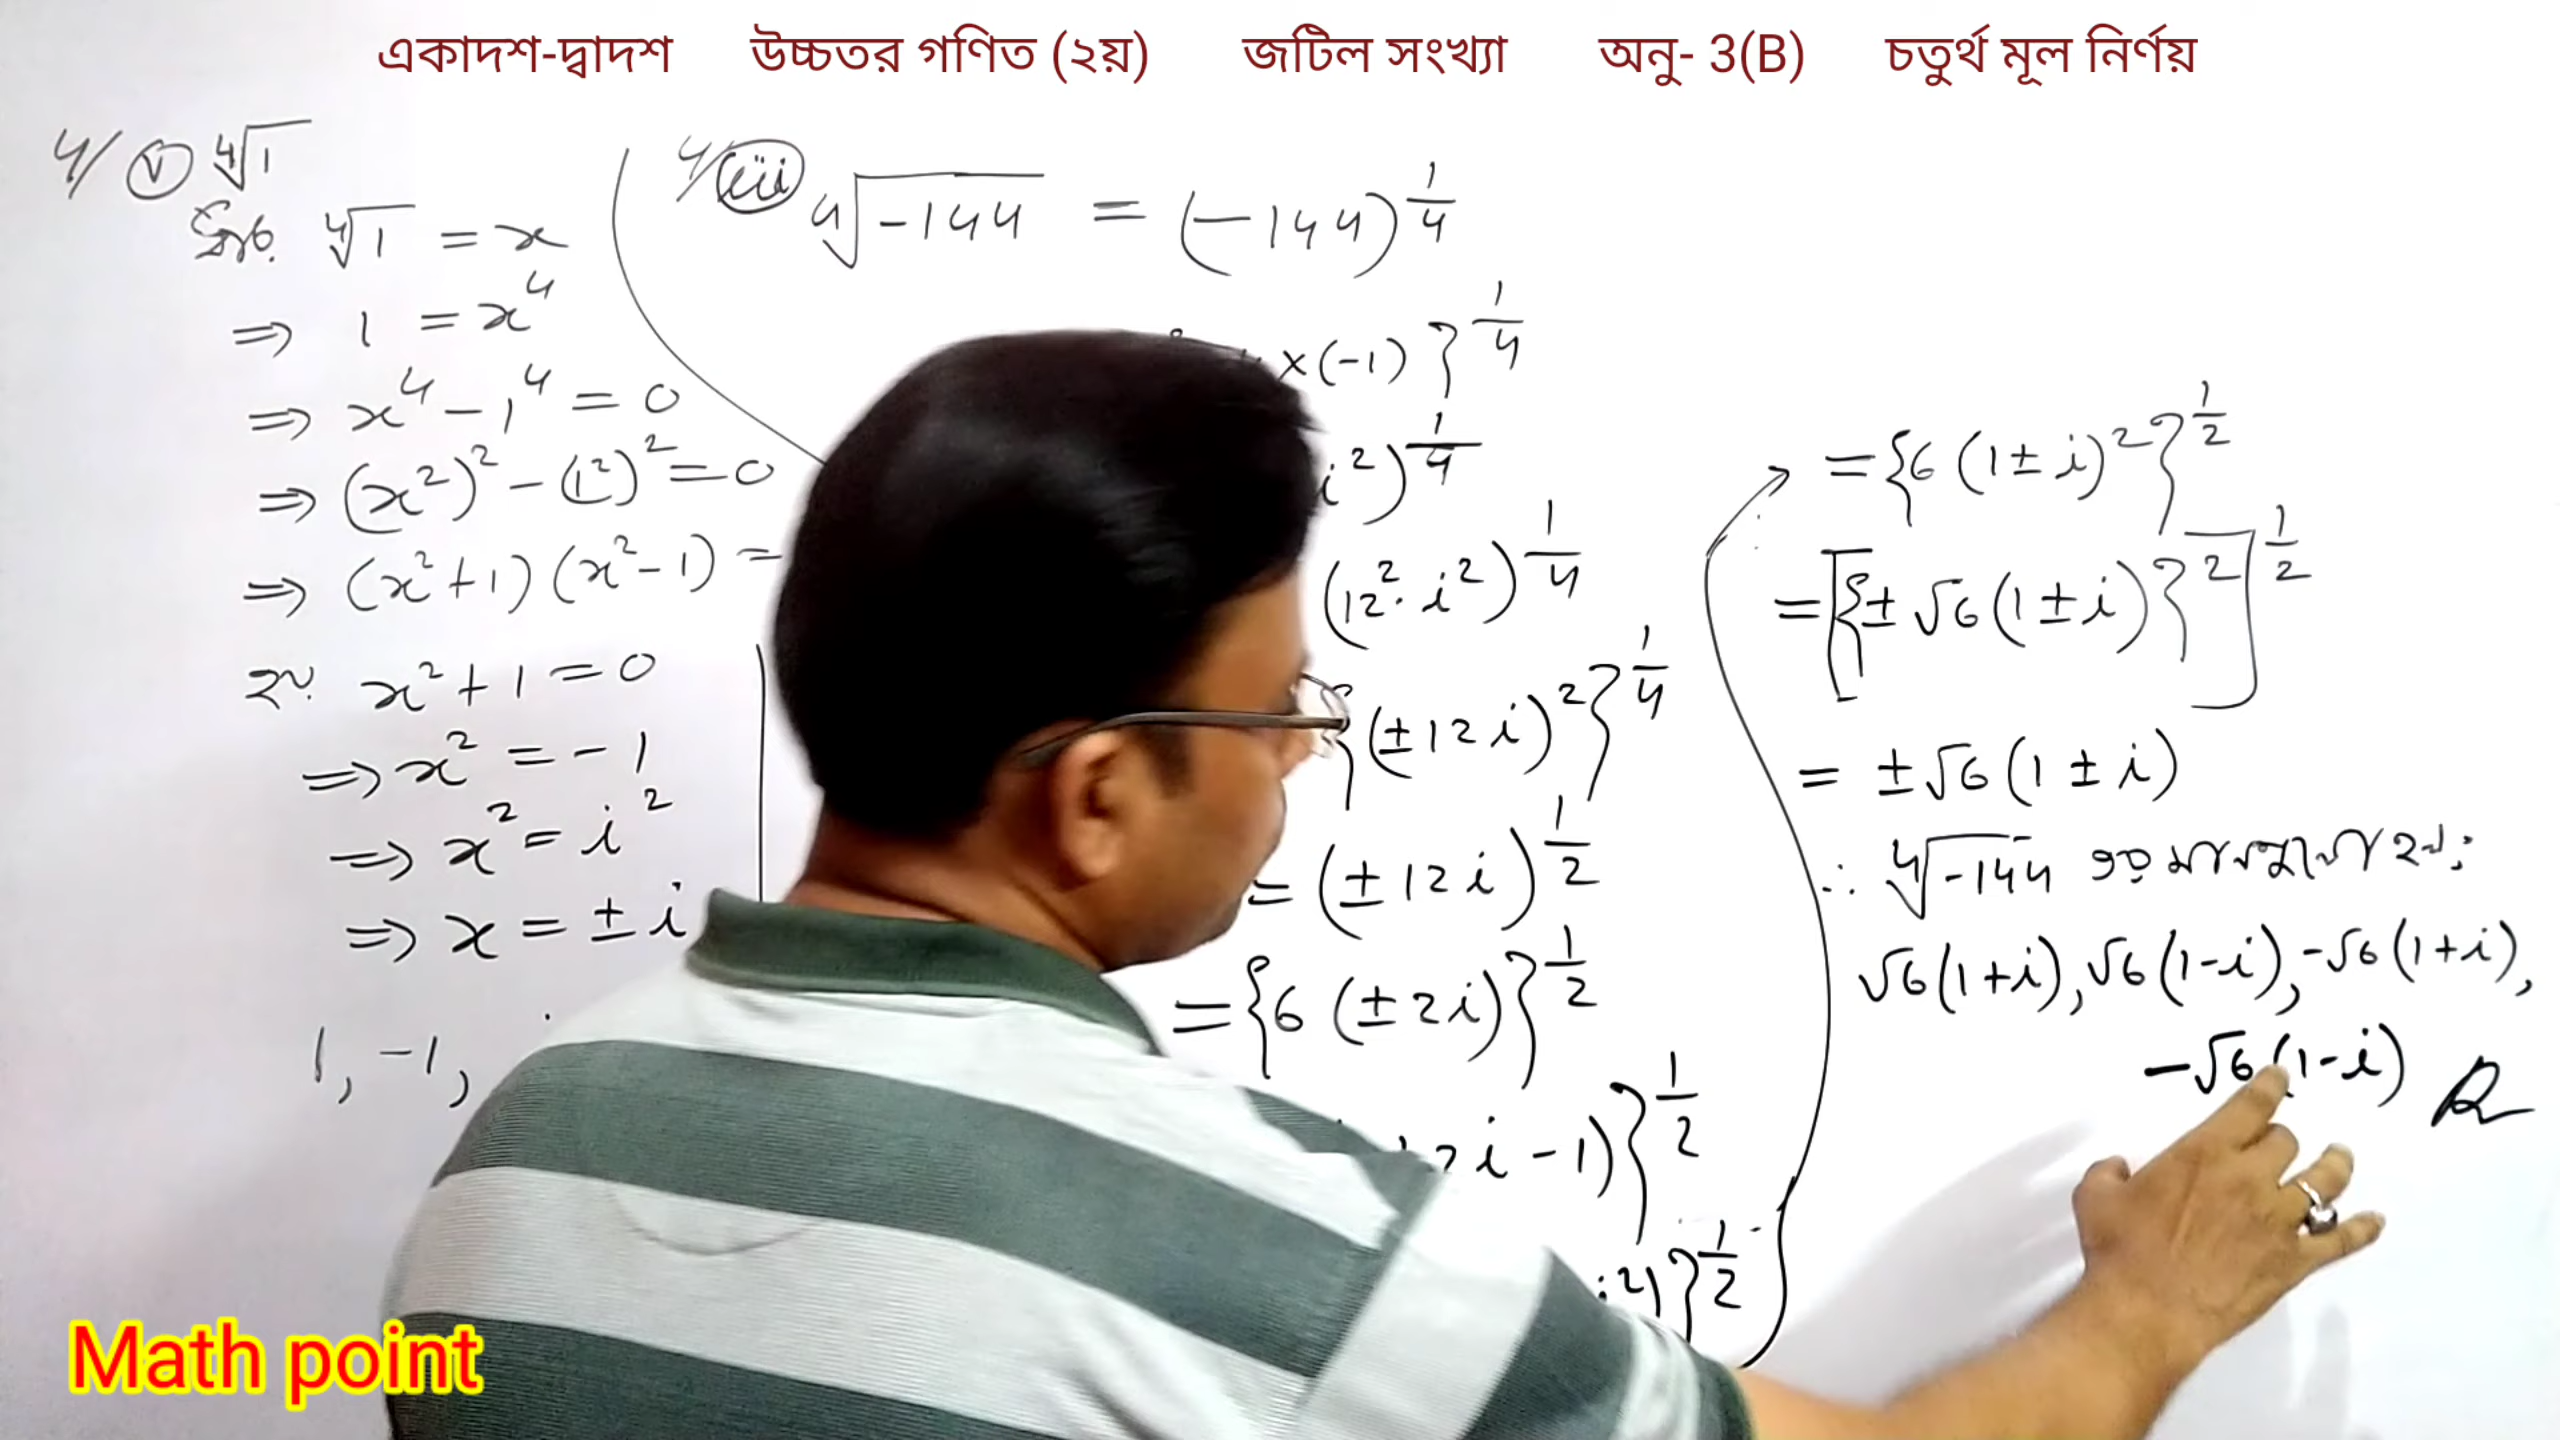 একাদশ-দ্বাদশ উচ্চতর গণিত (২য়) জটিল সংখ্যা অনু- 3(B) চতুর্থ মূল নির্ণয়
4/ (v) ∜1
∜1 = x
⇒ 1 = x⁴
⇒ x⁴ - 1⁴ = 0
⇒ (x²)² - (1²)² = 0
⇒ (x²+1) (x²-1) =
হয় x² + 1 = 0
⇒ x² = - 1
⇒ x² = i²
⇒ x = ± i
1, -1,
4/ (iii) ∜-144 = (-144)^1/4
×(-1)}^1/4
i²)^1/4
(12². i²)^1/4
{(±12i)²}^1/4
= (±12i)^1/2
= {6 (±2i)}^1/2
2i - 1)}^1/2
i²)}^1/2
= {6 (1± i)²}^1/2
= [{± √6 (1± i)}²]^1/2
= ±√6 (1 ± i)
∴ ∜-144 এর
√6 (1+i), √6 (1-i), -√6 (1+i),
-√6 (1-i)
Math point